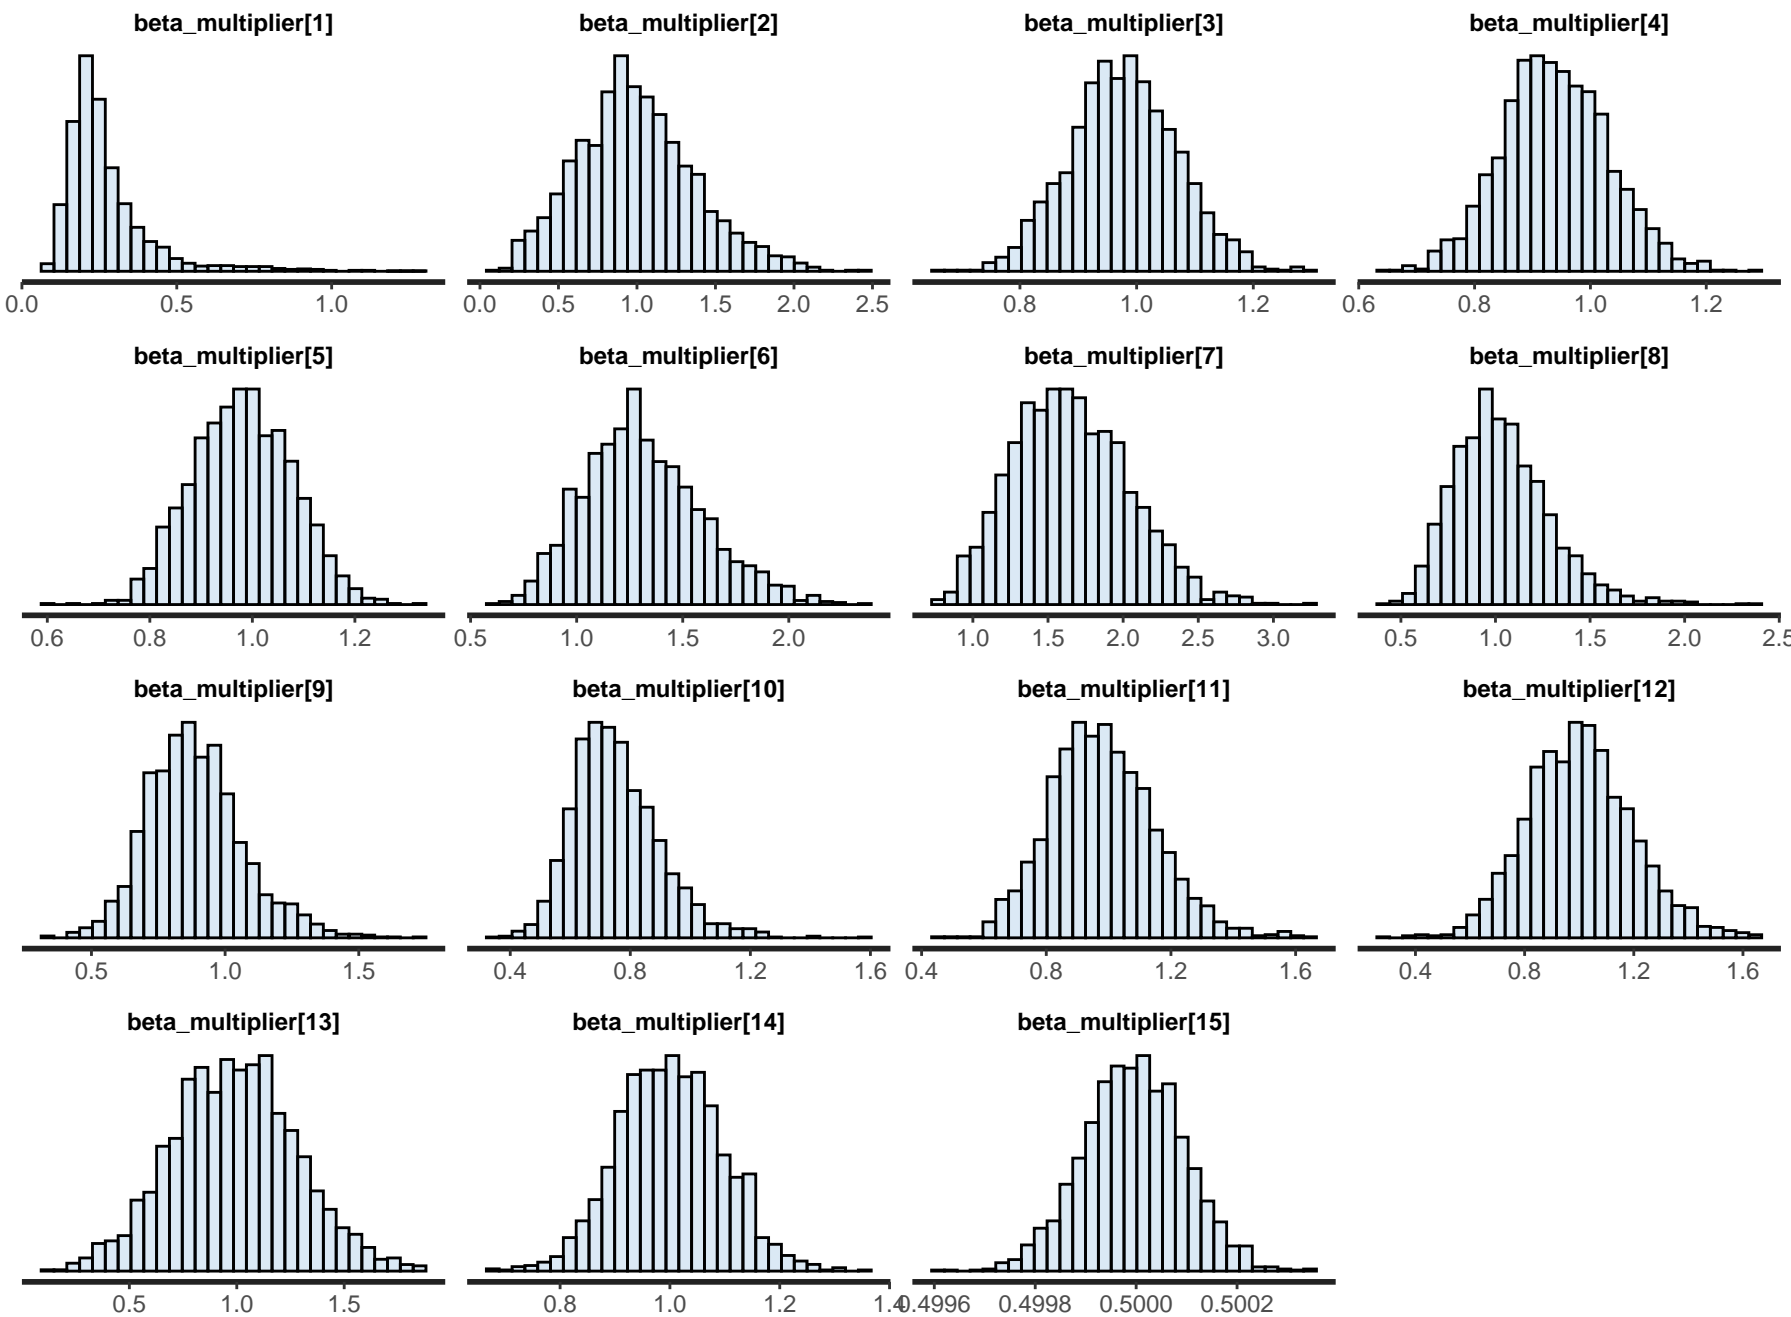 beta_multiplier[1] beta_multiplier[2] beta_multiplier[3] beta_multiplier[4]
0.0 0.5 1.0 0.0 0.5 1.0 1.5 2.0 2.5 0.8 1.0 1.2 0.6 0.8 1.0 1.2
beta_multiplier[5] beta_multiplier[6] beta_multiplier[7] beta_multiplier[8]
0.6 0.8 1.0 1.2 0.5 1.0 1.5 2.0 1.0 1.5 2.0 2.5 3.0 0.5 1.0 1.5 2.0 2.5
beta_multiplier[9] beta_multiplier[10] beta_multiplier[11] beta_multiplier[12]
0.5 1.0 1.5 0.4 0.8 1.2 1.6 0.4 0.8 1.2 1.6 0.4 0.8 1.2 1.6
beta_multiplier[13] beta_multiplier[14] beta_multiplier[15]
0.5 1.0 1.5 0.8 1.0 1.2 1.4 0.4996 0.4998 0.5000 0.5002